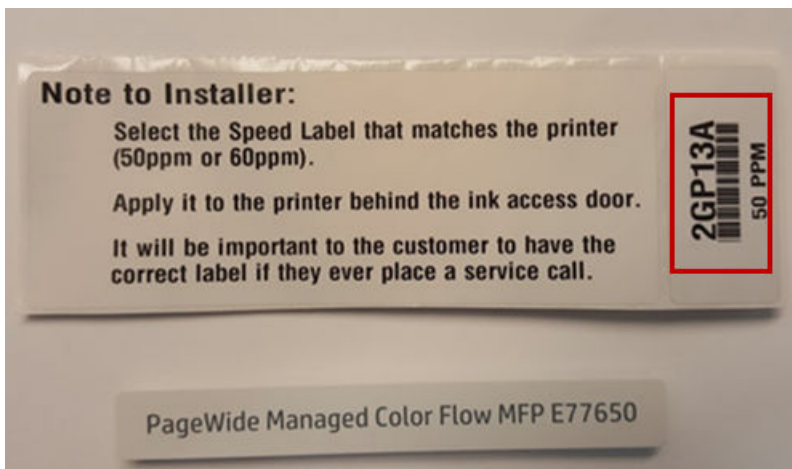 Note to Installer:
Select the Speed Label that matches the printer
(50ppm or 60ppm).
Apply it to the printer behind the ink access door.
It will be important to the customer to have the
correct label if they ever place a service call.
2GP13A
50 PPM
PageWide Managed Color Flow MFP E77650